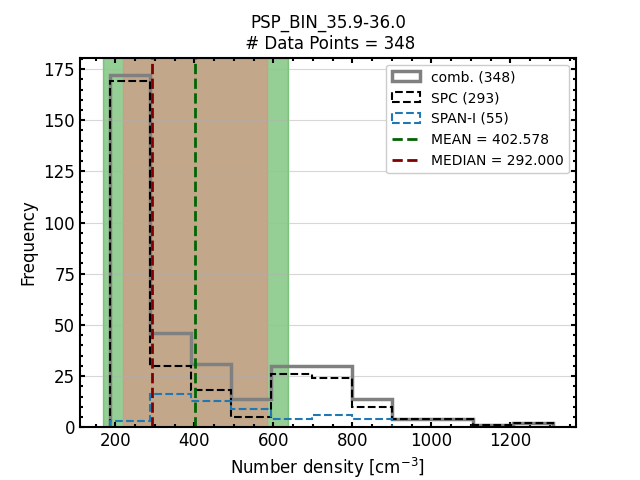 PSP_BIN_35.9-36.0
# Data Points = 348
comb. (348)
SPC (293)
SPAN-I (55)
MEAN = 402.578
MEDIAN = 292.000
Frequency
175
150
125
100
75
50
25
0
200 400 600 800 1000 1200
Number density [cm⁻³]